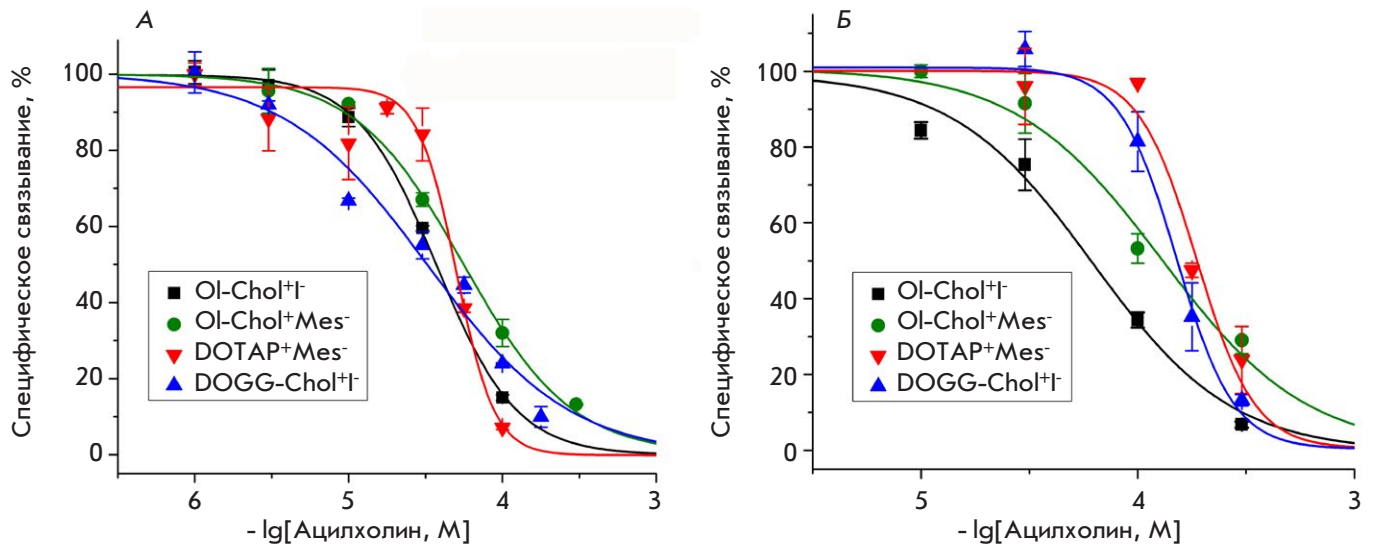 А
Специфическое связывание, %
100
80
60
40
20
0
Ol-Chol⁺I⁻
Ol-Chol⁺Mes⁻
DOTAP⁺Mes⁻
DOGG-Chol⁺I⁻
6 5 4 3
- lg[Ацилхолин, М]
Б
Специфическое связывание, %
100
80
60
40
20
0
Ol-Chol⁺I⁻
Ol-Chol⁺Mes⁻
DOTAP⁺Mes⁻
DOGG-Chol⁺I⁻
5 4 3
- lg[Ацилхолин, М]